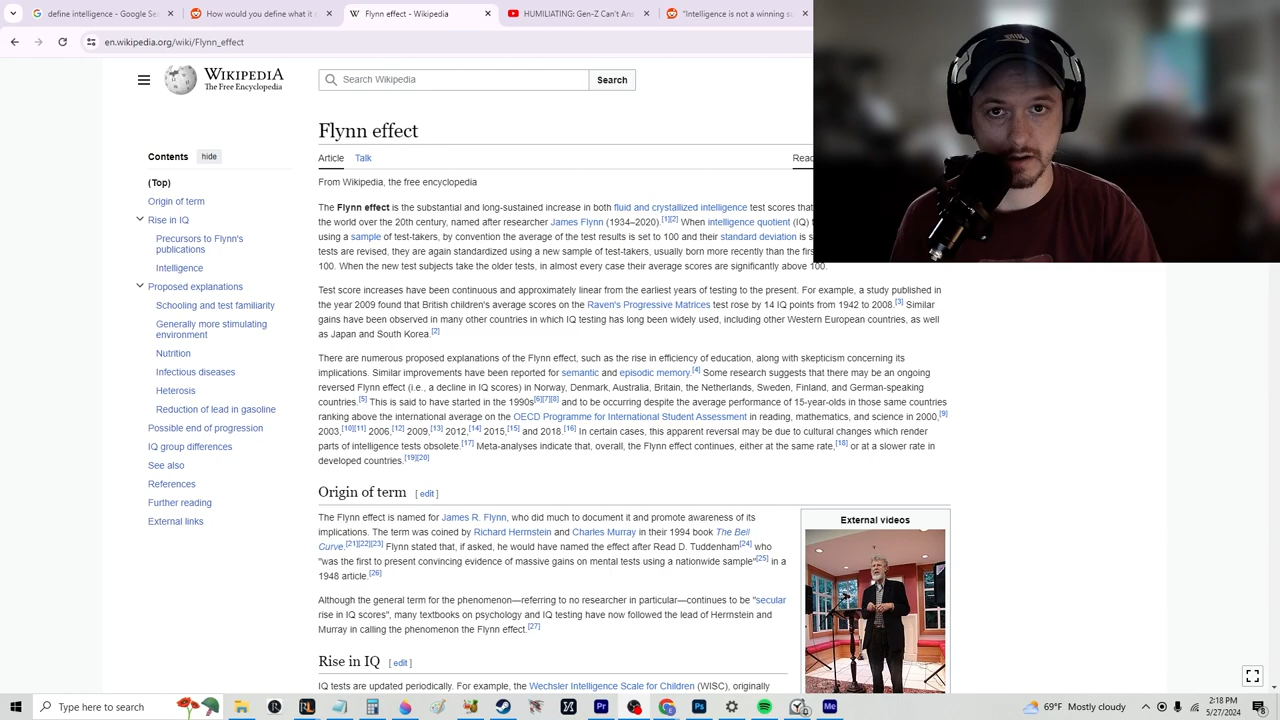 define intelligence - Google S
Flynn effect - Wikipedia
HUMILIATING: Gen-Z Can't Ans
"Intelligence is not winning so
en.wikipedia.org/wiki/Flynn_effect
WIKIPEDIA
The Free Encyclopedia
Search Wikipedia
Search
Flynn effect
Article Talk
Read
From Wikipedia, the free encyclopedia
Contents hide
(Top)
Origin of term
Rise in IQ
Precursors to Flynn's
publications
Intelligence
Proposed explanations
Schooling and test familiarity
Generally more stimulating
environment
Nutrition
Infectious diseases
Heterosis
Reduction of lead in gasoline
Possible end of progression
IQ group differences
See also
References
Further reading
External links
The Flynn effect is the substantial and long-sustained increase in both fluid and crystallized intelligence test scores that
the world over the 20th century, named after researcher James Flynn (1934–2020).[1][2] When intelligence quotient (IQ)
using a sample of test-takers, by convention the average of the test results is set to 100 and their standard deviation is s
tests are revised, they are again standardized using a new sample of test-takers, usually born more recently than the firs
100. When the new test subjects take the older tests, in almost every case their average scores are significantly above 100.
Test score increases have been continuous and approximately linear from the earliest years of testing to the present. For example, a study published in
the year 2009 found that British children's average scores on the Raven's Progressive Matrices test rose by 14 IQ points from 1942 to 2008.[3] Similar
gains have been observed in many other countries in which IQ testing has long been widely used, including other Western European countries, as well
as Japan and South Korea.[2]
There are numerous proposed explanations of the Flynn effect, such as the rise in efficiency of education, along with skepticism concerning its
implications. Similar improvements have been reported for semantic and episodic memory.[4] Some research suggests that there may be an ongoing
reversed Flynn effect (i.e., a decline in IQ scores) in Norway, Denmark, Australia, Britain, the Netherlands, Sweden, Finland, and German-speaking
countries.[5] This is said to have started in the 1990s[6][7][8] and to be occurring despite the average performance of 15-year-olds in those same countries
ranking above the international average on the OECD Programme for International Student Assessment in reading, mathematics, and science in 2000,[9]
2003,[10][11] 2006,[12] 2009,[13] 2012,[14] 2015,[15] and 2018.[16] In certain cases, this apparent reversal may be due to cultural changes which render
parts of intelligence tests obsolete.[17] Meta-analyses indicate that, overall, the Flynn effect continues, either at the same rate,[18] or at a slower rate in
developed countries.[19][20]
Origin of term [ edit ]
The Flynn effect is named for James R. Flynn, who did much to document it and promote awareness of its
implications. The term was coined by Richard Herrnstein and Charles Murray in their 1994 book The Bell
Curve.[21][22][23] Flynn stated that, if asked, he would have named the effect after Read D. Tuddenham[24] who
"was the first to present convincing evidence of massive gains on mental tests using a nationwide sample"[25] in a
1948 article.[26]
Although the general term for the phenomenon—referring to no researcher in particular—continues to be "secular
rise in IQ scores", many textbooks on psychology and IQ testing have now followed the lead of Herrnstein and
Murray in calling the phenomenon the Flynn effect.[27]
External videos
Rise in IQ [ edit ]
IQ tests are updated periodically. For example, the Wechsler Intelligence Scale for Children (WISC), originally
Type here to search
Pr
Ps
Me
69°F Mostly cloudy
2:18 PM
5/27/2024